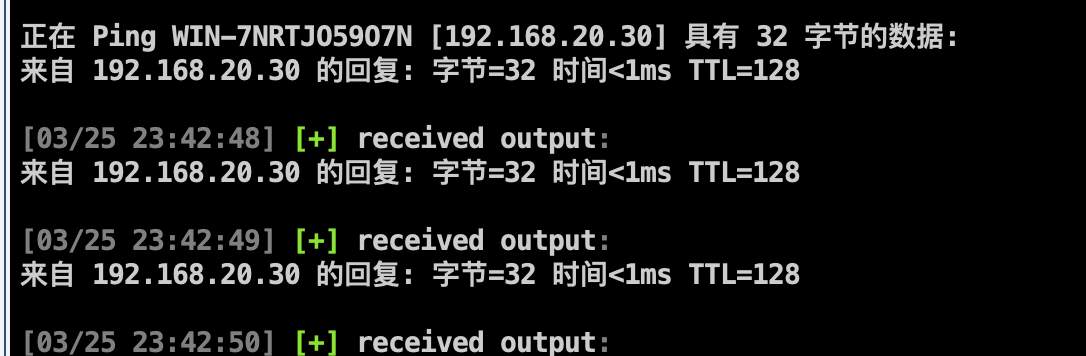 正在 Ping WIN-7NRTJO59O7N [192.168.20.30] 具有 32 字节的数据:
来自 192.168.20.30 的回复: 字节=32 时间<1ms TTL=128
[03/25 23:42:48] [+] received output:
来自 192.168.20.30 的回复: 字节=32 时间<1ms TTL=128
[03/25 23:42:49] [+] received output:
来自 192.168.20.30 的回复: 字节=32 时间<1ms TTL=128
[03/25 23:42:50] [+] received output: